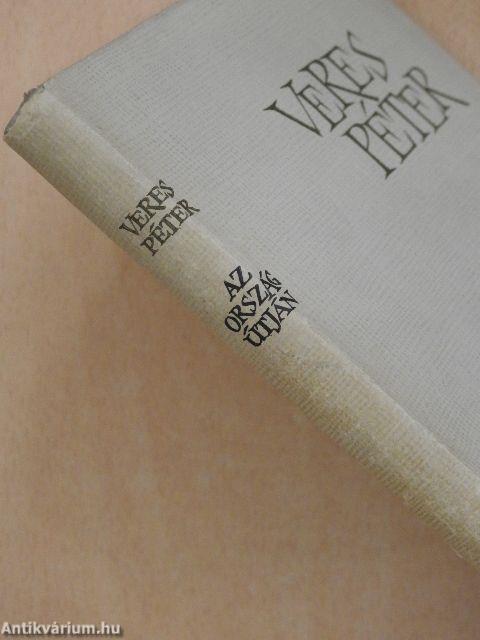 VERES
PÉTER
VERES
PÉTER
AZ
ORSZÁG
ÚTJÁN
Antikvárium.hu